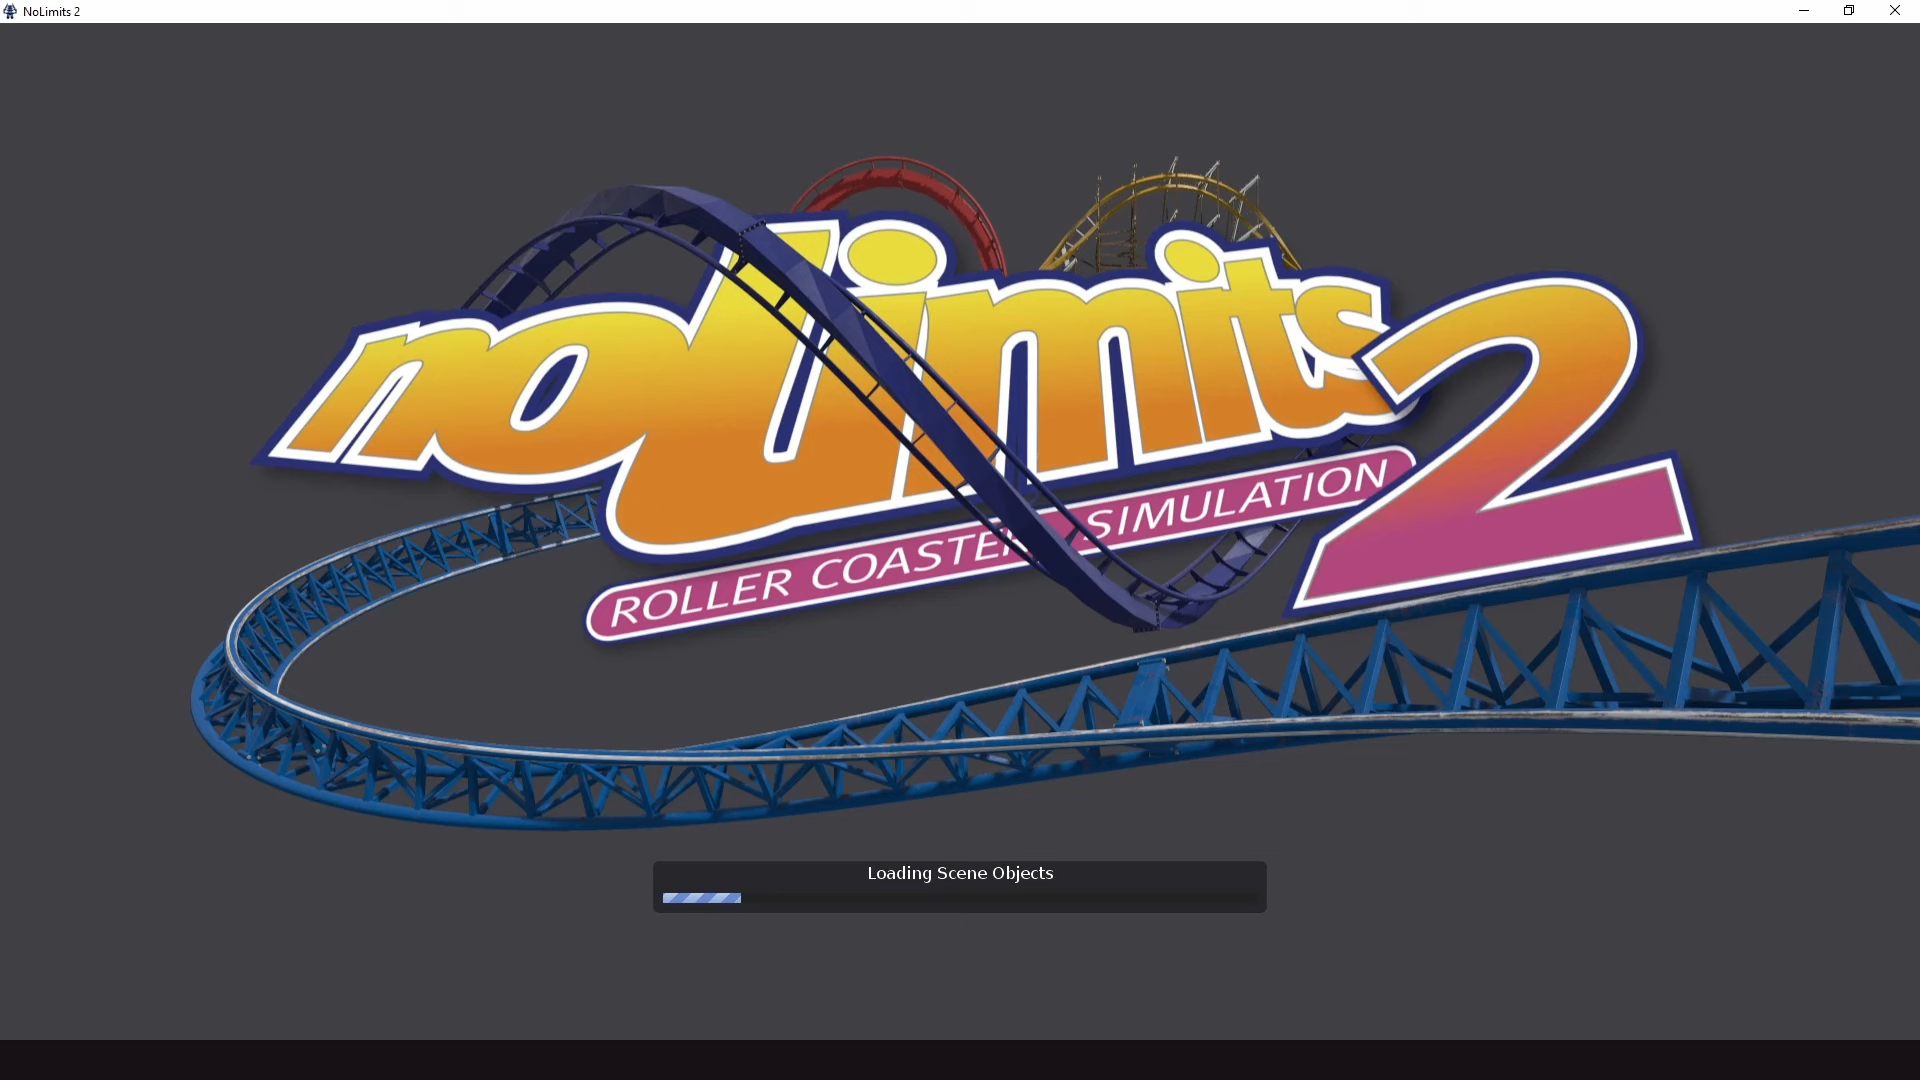 NoLimits 2
noLimits 2
ROLLER COASTER SIMULATION
Loading Scene Objects